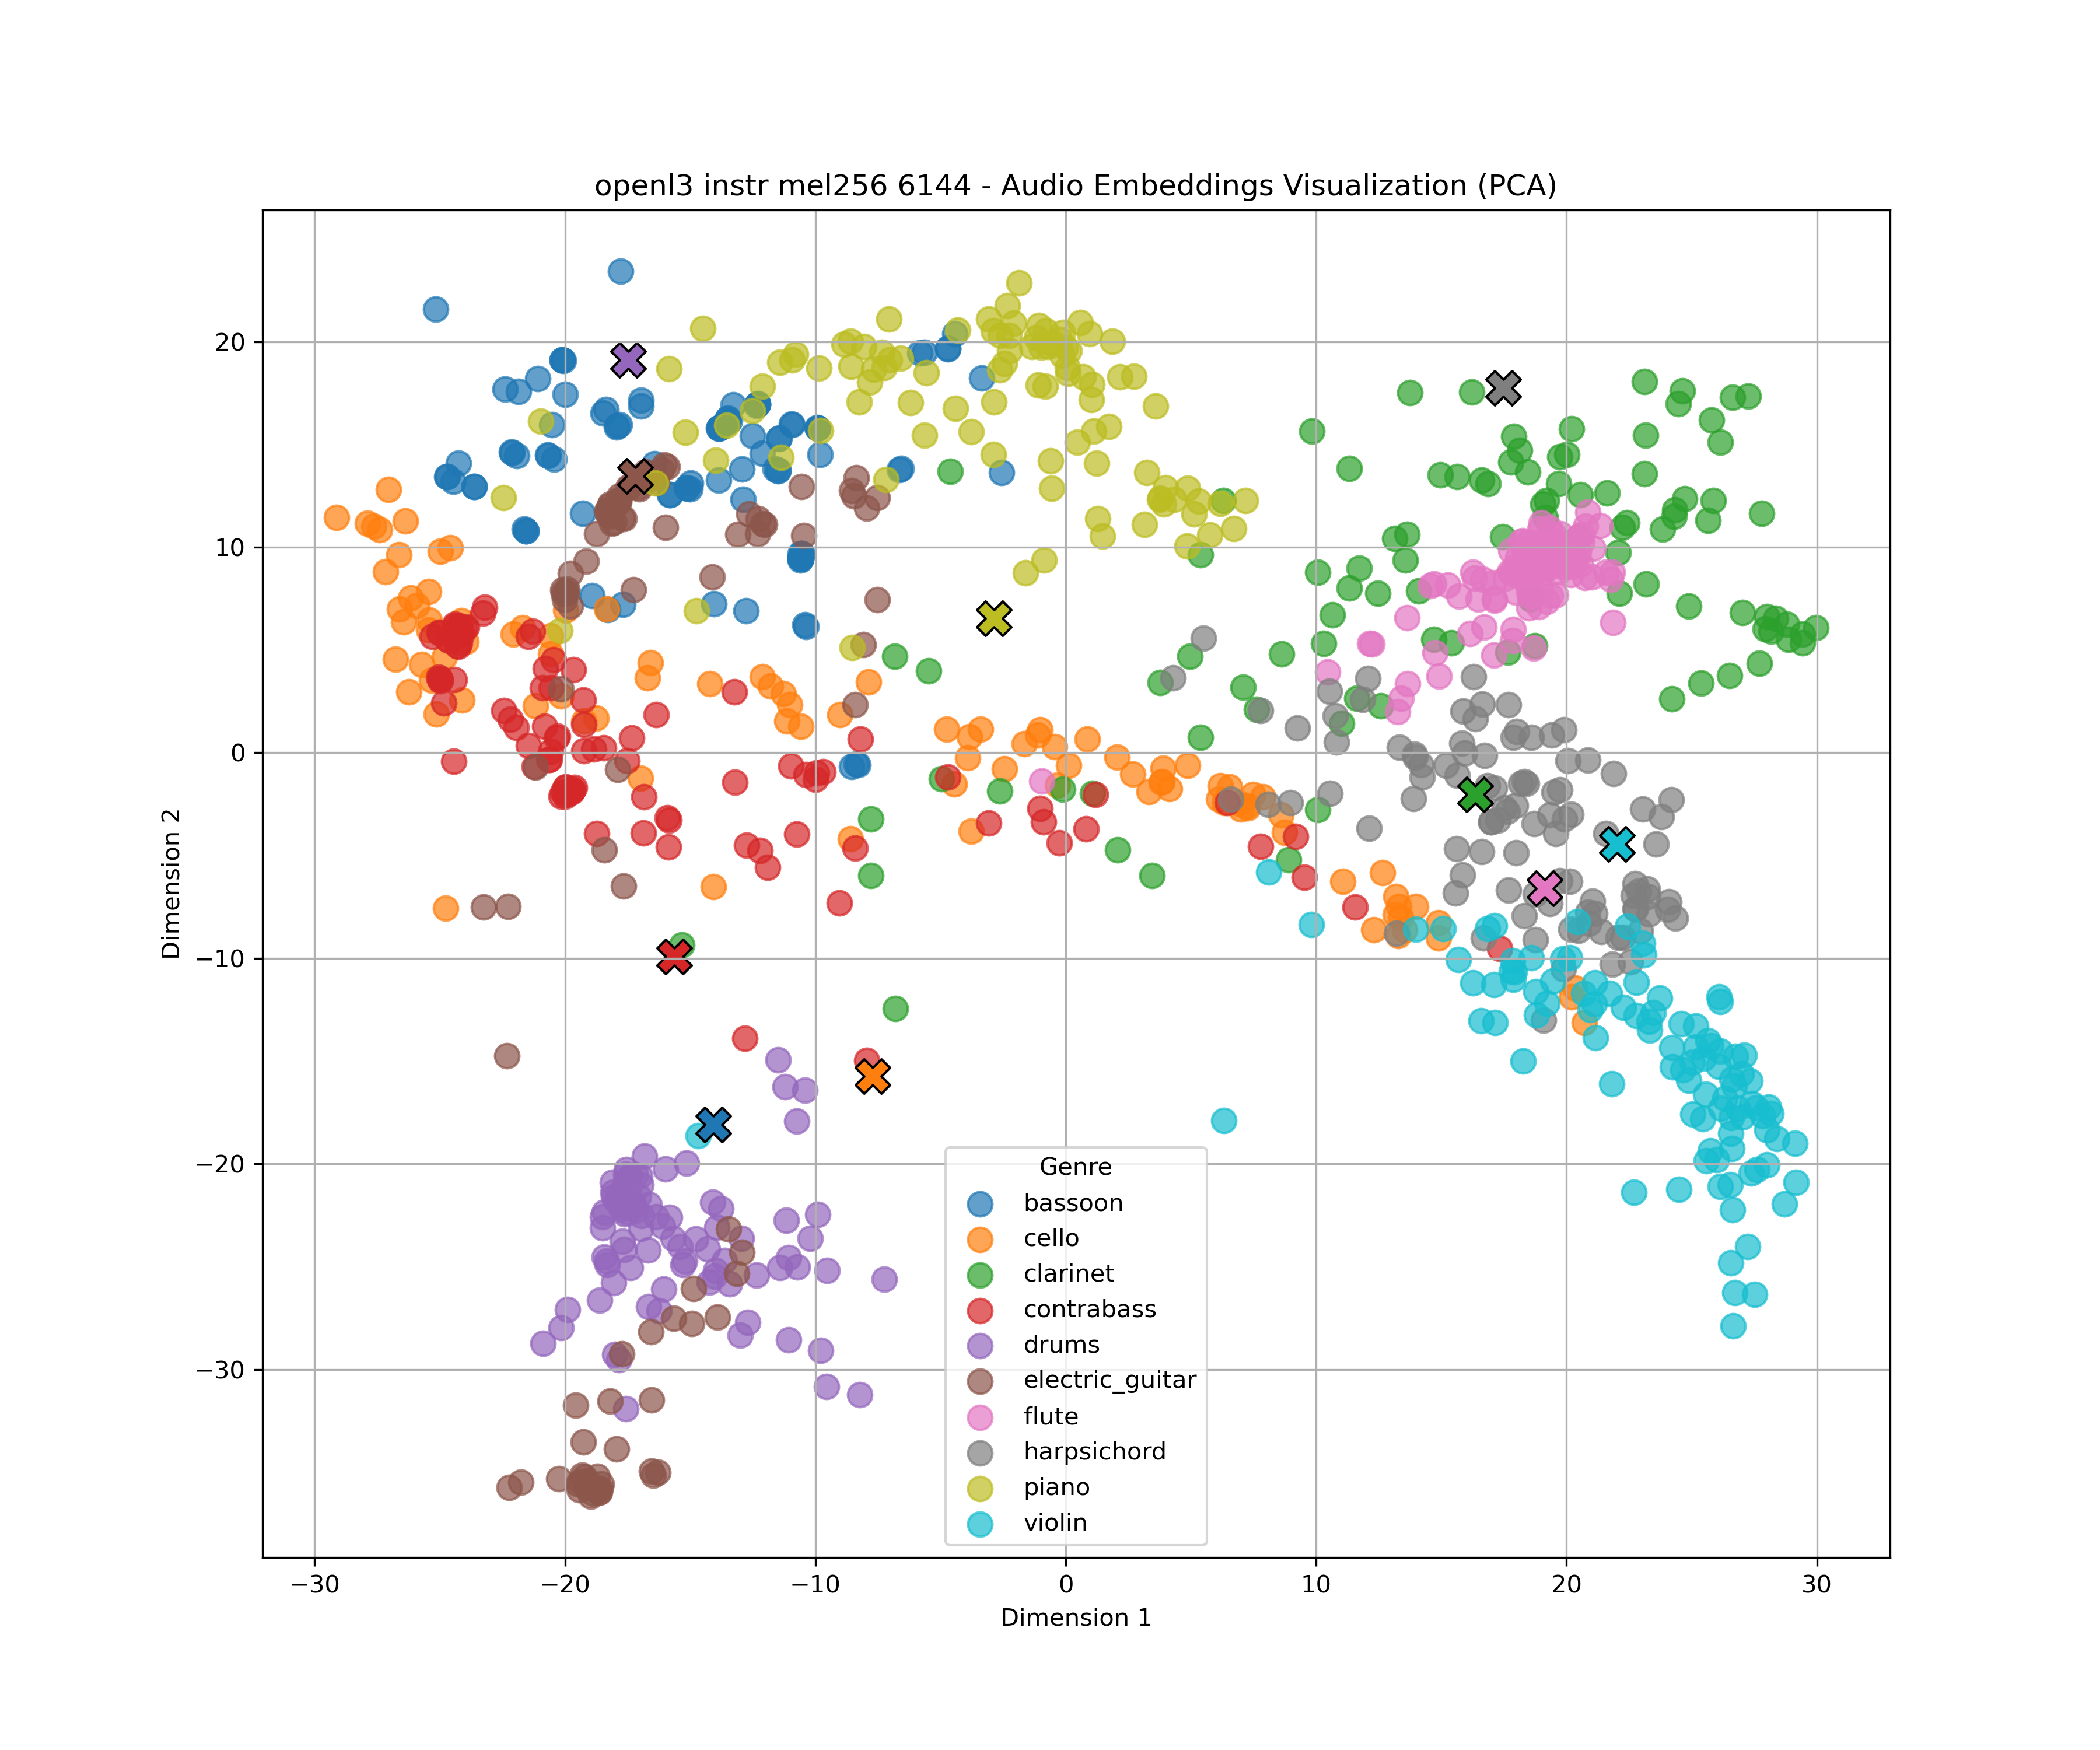 openl3 instr mel256 6144 - Audio Embeddings Visualization (PCA)
20
10
0
−10
−20
−30
Dimension 2
−30
−20
−10
0
10
20
30
Dimension 1
Genre
bassoon
cello
clarinet
contrabass
drums
electric_guitar
flute
harpsichord
piano
violin